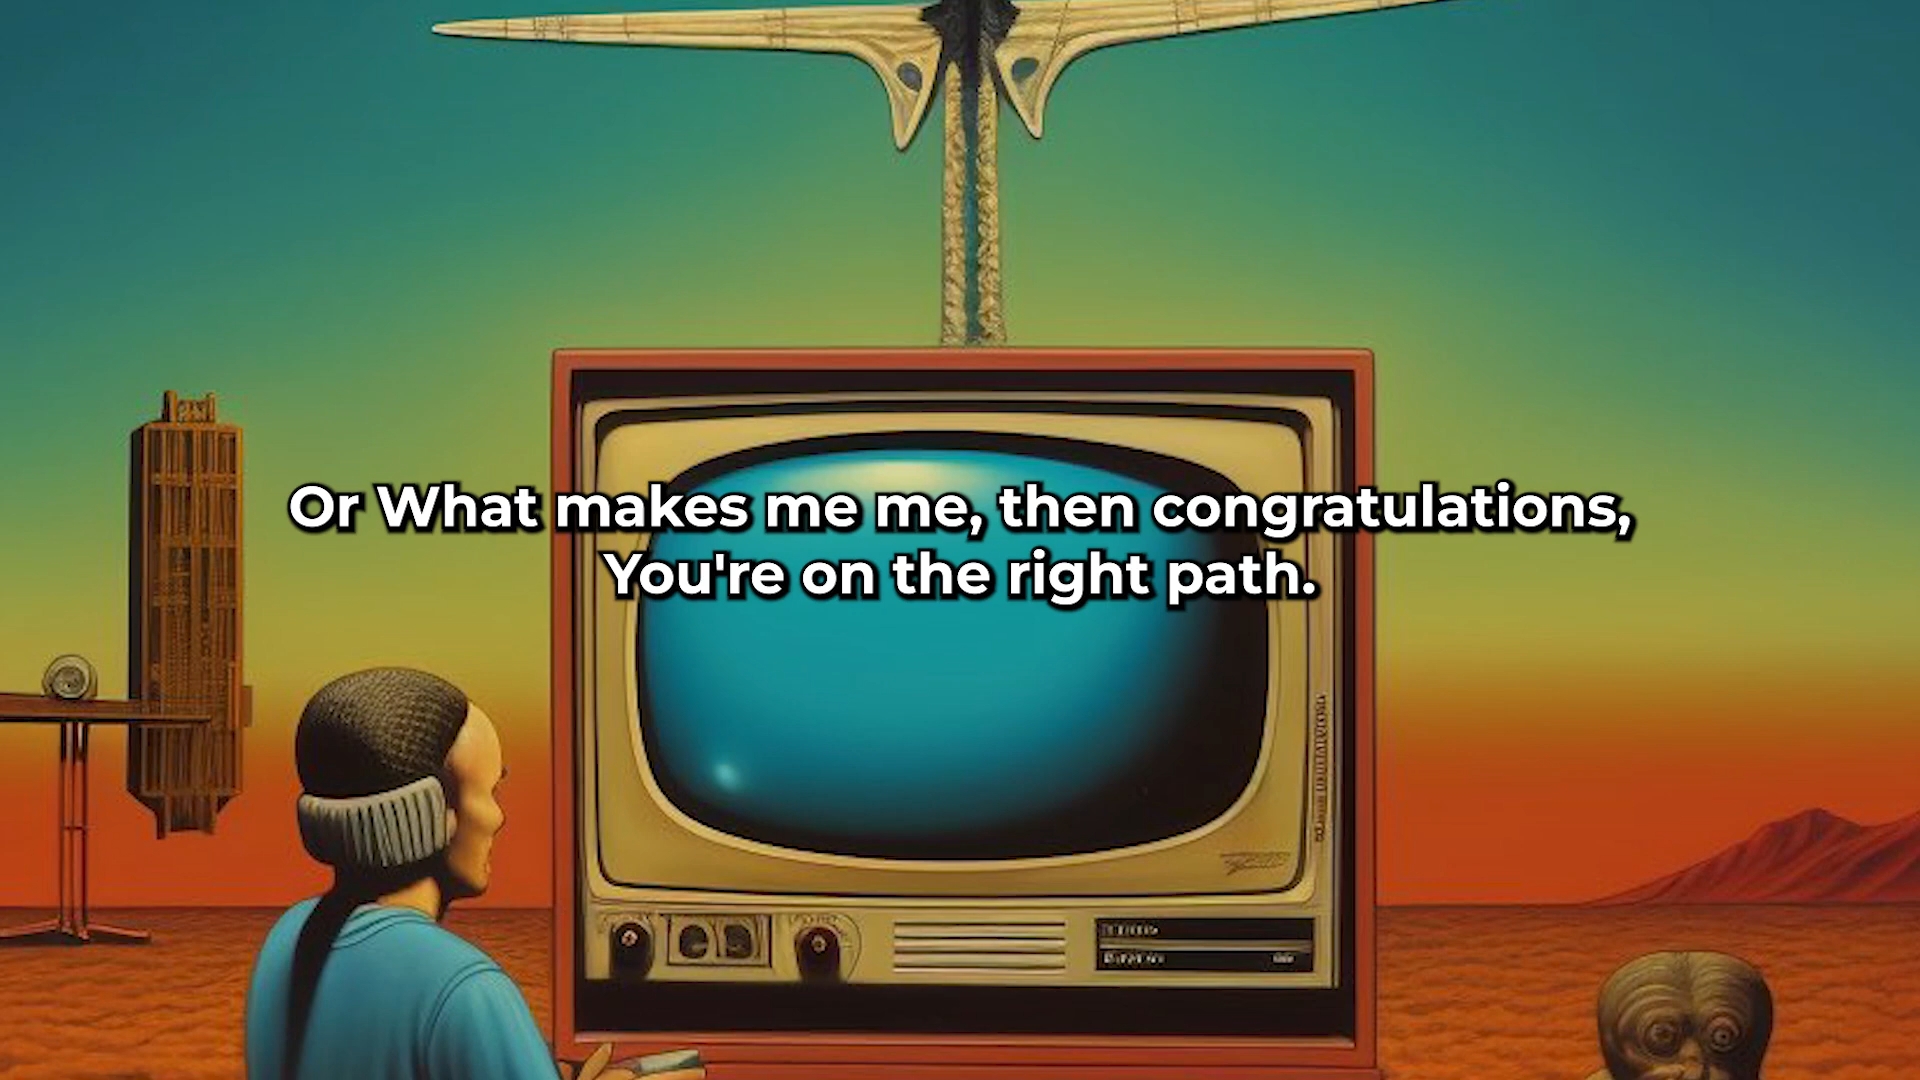 Or What makes me me, then congratulations,
You're on the right path.